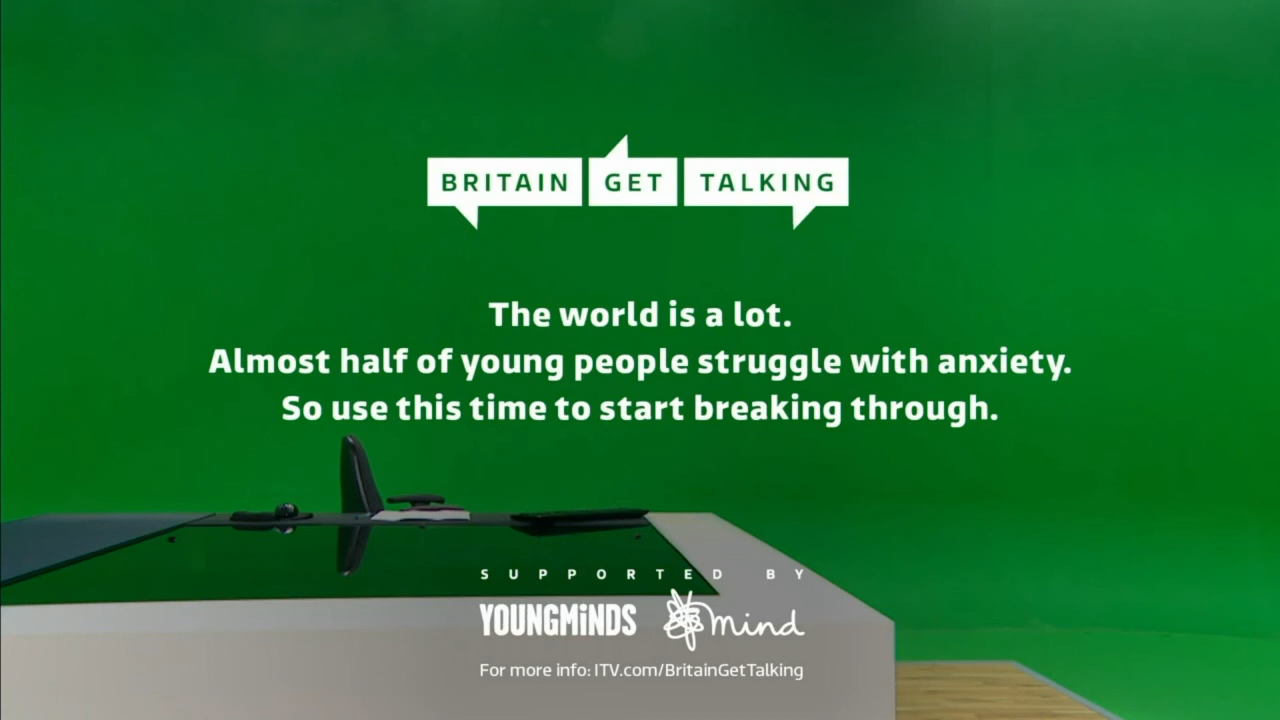 BRITAIN GET TALKING
The world is a lot.
Almost half of young people struggle with anxiety.
So use this time to start breaking through.
SUPPORTED BY
YOUNGMiNDS mind
For more info: ITV.com/BritainGetTalking